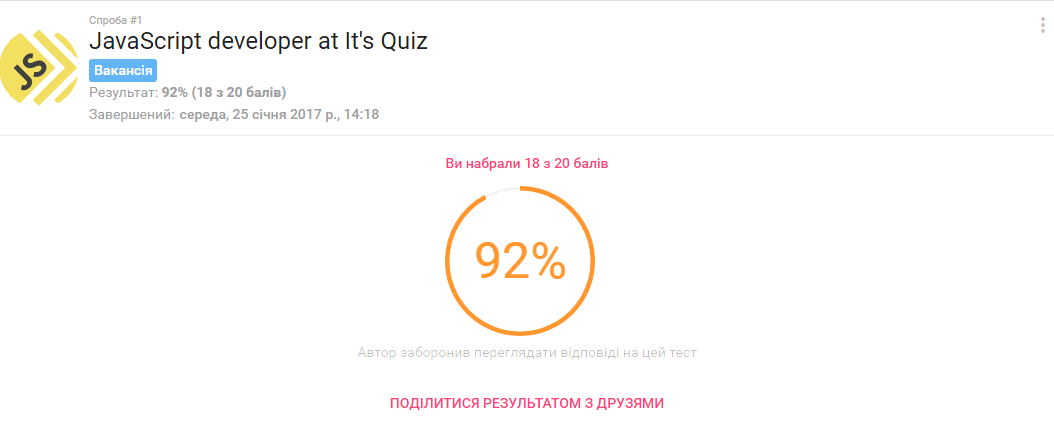 Спроба #1
JavaScript developer at It's Quiz
JS
Вакансія
Результат: 92% (18 з 20 балів)
Завершений: середа, 25 січня 2017 р., 14:18
Ви набрали 18 з 20 балів
92%
Автор заборонив переглядати відповіді на цей тест
ПОДІЛИТИСЯ РЕЗУЛЬТАТОМ З ДРУЗЯМИ